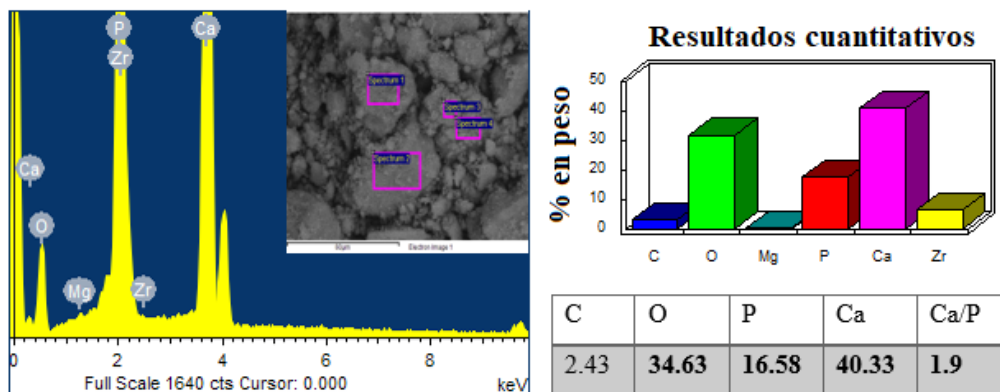 P
Zr
Ca
Ca
O
Mg
Zr
0 2 4 6 8
Full Scale 1640 cts Cursor: 0.000
keV
Spectrum 1
Spectrum 3
Spectrum 4
Spectrum 2
Electron Image 1
Resultados cuantitativos
% en peso
50
40
30
20
10
0
C O Mg P Ca Zr
C O P Ca Ca/P
2.43 34.63 16.58 40.33 1.9